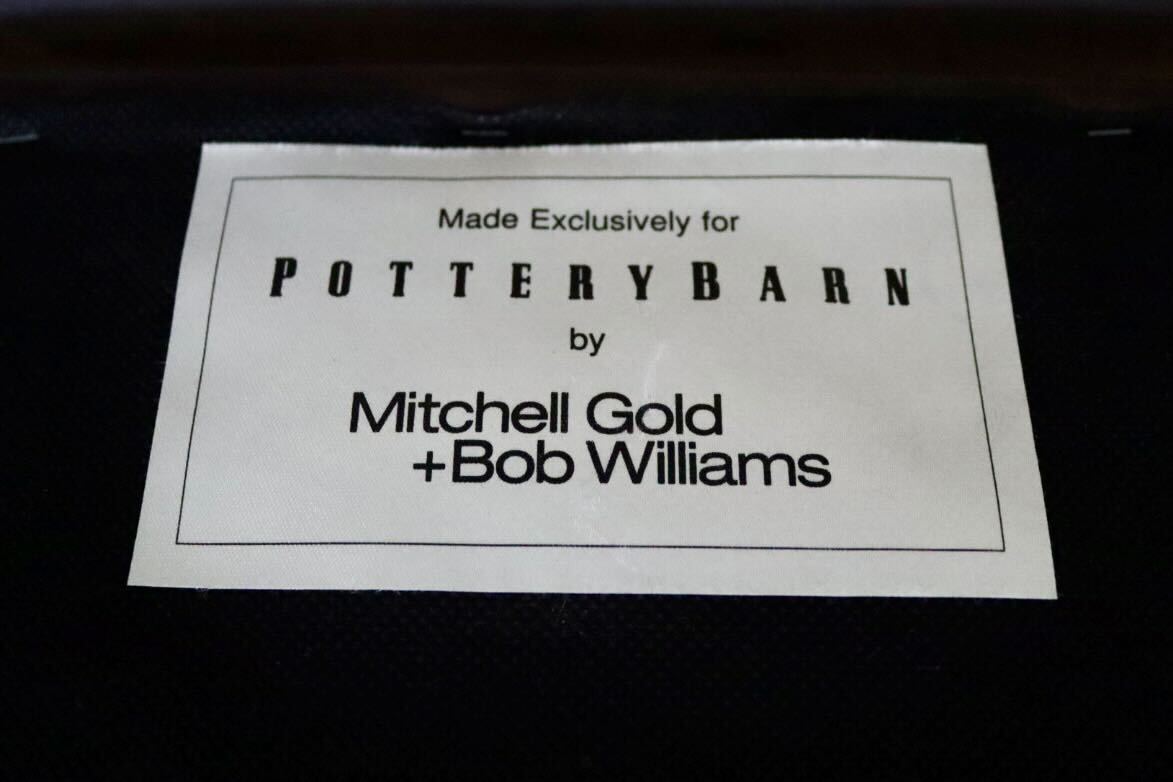 Made Exclusively for
POTTERYBARN
by
Mitchell Gold
+Bob Williams